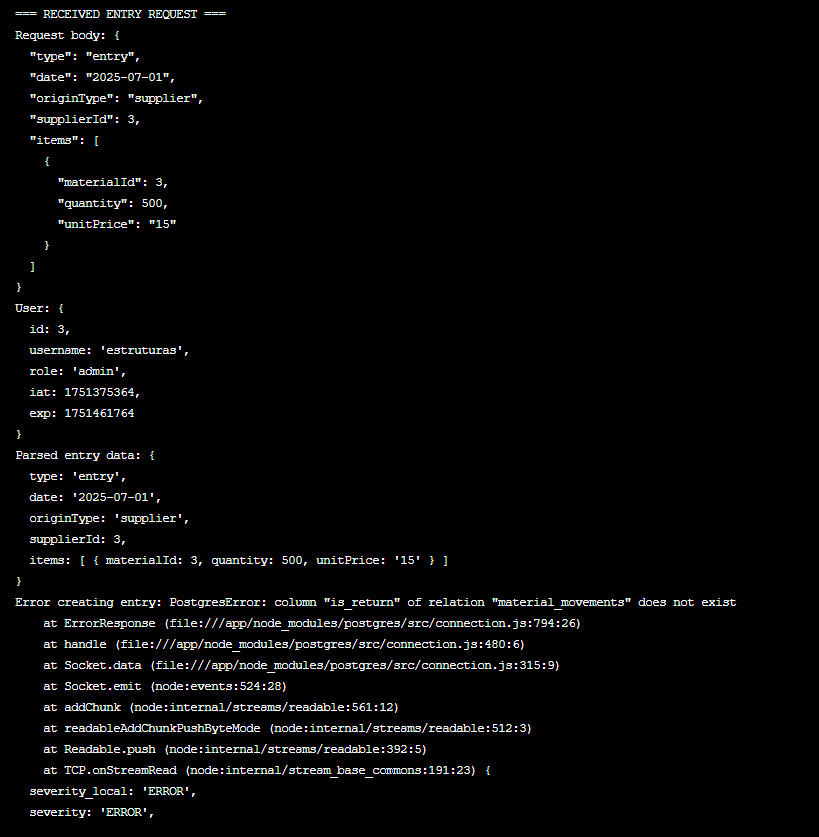 === RECEIVED ENTRY REQUEST ===
Request body: {
  "type": "entry",
  "date": "2025-07-01",
  "originType": "supplier",
  "supplierId": 3,
  "items": [
    {
      "materialId": 3,
      "quantity": 500,
      "unitPrice": "15"
    }
  ]
}
User: {
  id: 3,
  username: 'estruturas',
  role: 'admin',
  iat: 1751375364,
  exp: 1751461764
}
Parsed entry data: {
  type: 'entry',
  date: '2025-07-01',
  originType: 'supplier',
  supplierId: 3,
  items: [ { materialId: 3, quantity: 500, unitPrice: '15' } ]
}
Error creating entry: PostgresError: column "is_return" of relation "material_movements" does not exist
    at ErrorResponse (file:///app/node_modules/postgres/src/connection.js:794:26)
    at handle (file:///app/node_modules/postgres/src/connection.js:480:6)
    at Socket.data (file:///app/node_modules/postgres/src/connection.js:315:9)
    at Socket.emit (node:events:524:28)
    at addChunk (node:internal/streams/readable:561:12)
    at readableAddChunkPushByteMode (node:internal/streams/readable:512:3)
    at Readable.push (node:internal/streams/readable:392:5)
    at TCP.onStreamRead (node:internal/stream_base_commons:191:23) {
  severity_local: 'ERROR',
  severity: 'ERROR',